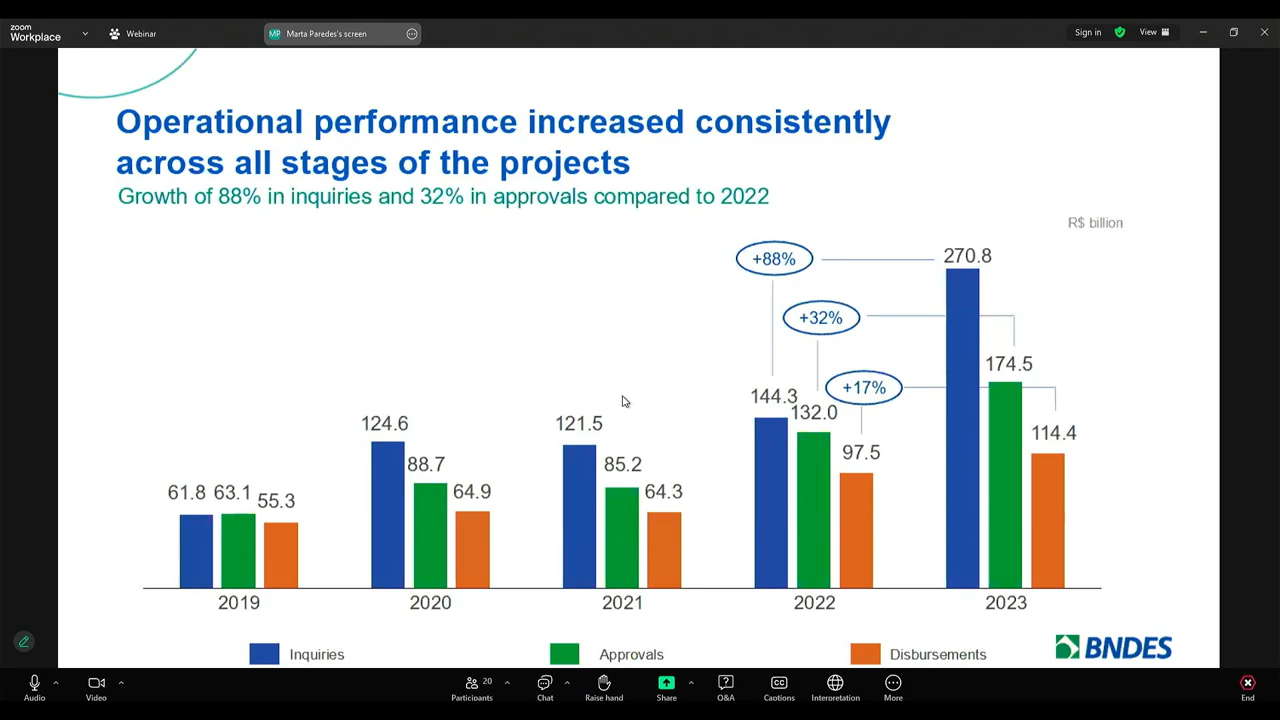 zoom
Workplace
Webinar
MP Marta Paredes's screen
Sign in
View
Operational performance increased consistently
across all stages of the projects
Growth of 88% in inquiries and 32% in approvals compared to 2022
R$ billion
+88%
270.8
+32%
174.5
+17%
144.3
132.0
124.6
121.5
114.4
97.5
88.7
85.2
61.8 63.1 55.3
64.9
64.3
2019 2020 2021 2022 2023
Inquiries Approvals Disbursements
BNDES
Audio
Video
Participants 20
Chat
Raise hand
Share
Q&A
Captions
Interpretation
More
End